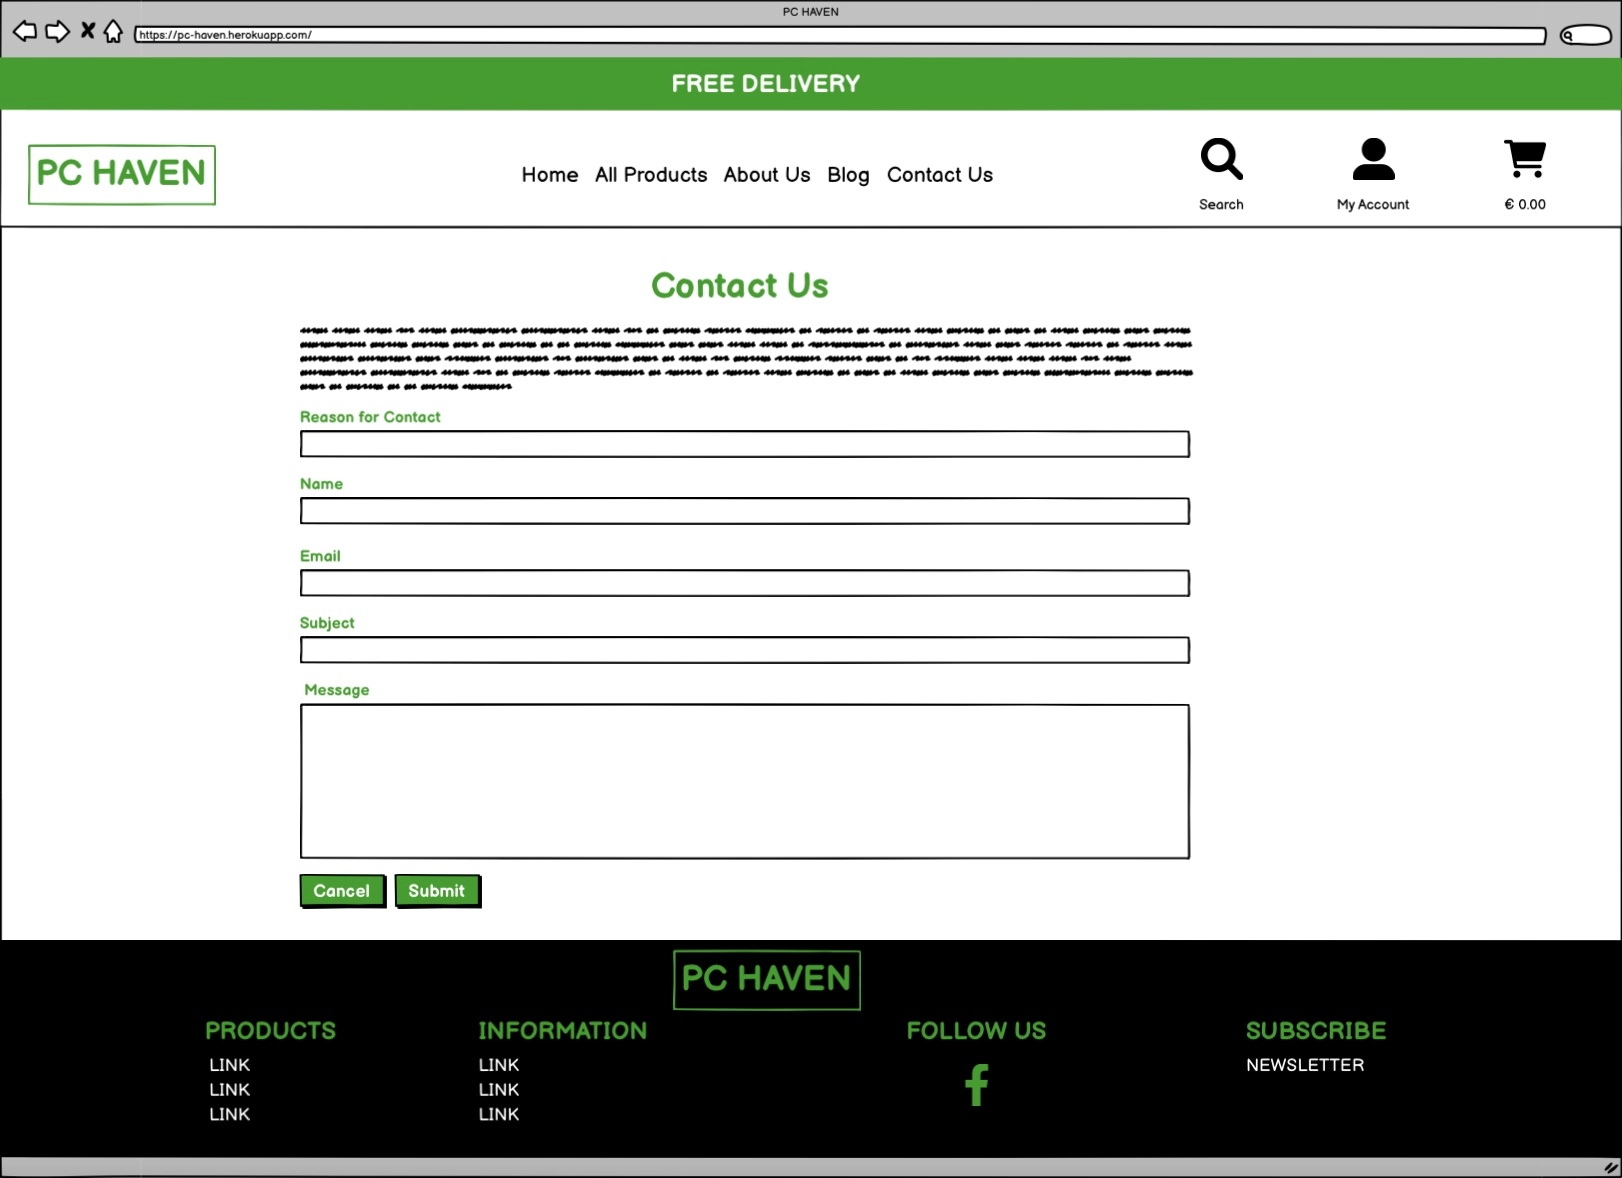 PC HAVEN
https://pc-haven.herokuapp.com/
FREE DELIVERY
PC HAVEN
Home All Products About Us Blog Contact Us
Search My Account € 0.00
Contact Us
Reason for Contact
Name
Email
Subject
Message
Cancel Submit
PC HAVEN
PRODUCTS INFORMATION FOLLOW US SUBSCRIBE
LINK LINK NEWSLETTER
LINK LINK
LINK LINK